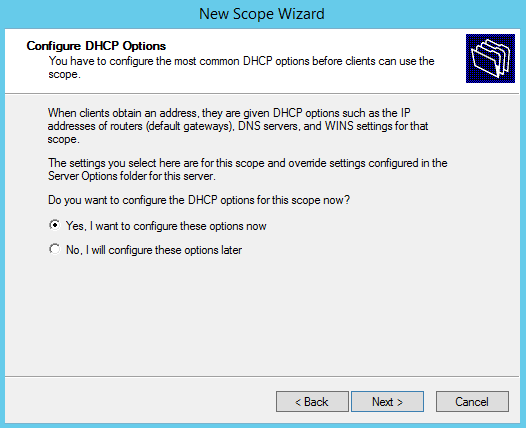 New Scope Wizard
Configure DHCP Options
You have to configure the most common DHCP options before clients can use the
scope.
When clients obtain an address, they are given DHCP options such as the IP
addresses of routers (default gateways), DNS servers, and WINS settings for that
scope.
The settings you select here are for this scope and override settings configured in the
Server Options folder for this server.
Do you want to configure the DHCP options for this scope now?
Yes, I want to configure these options now
No, I will configure these options later
< Back
Next >
Cancel